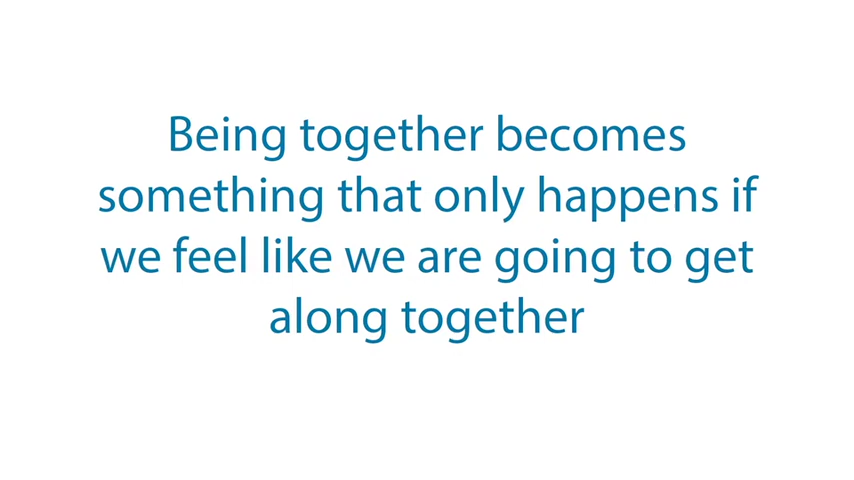 Being together becomes
something that only happens if
we feel like we are going to get
along together